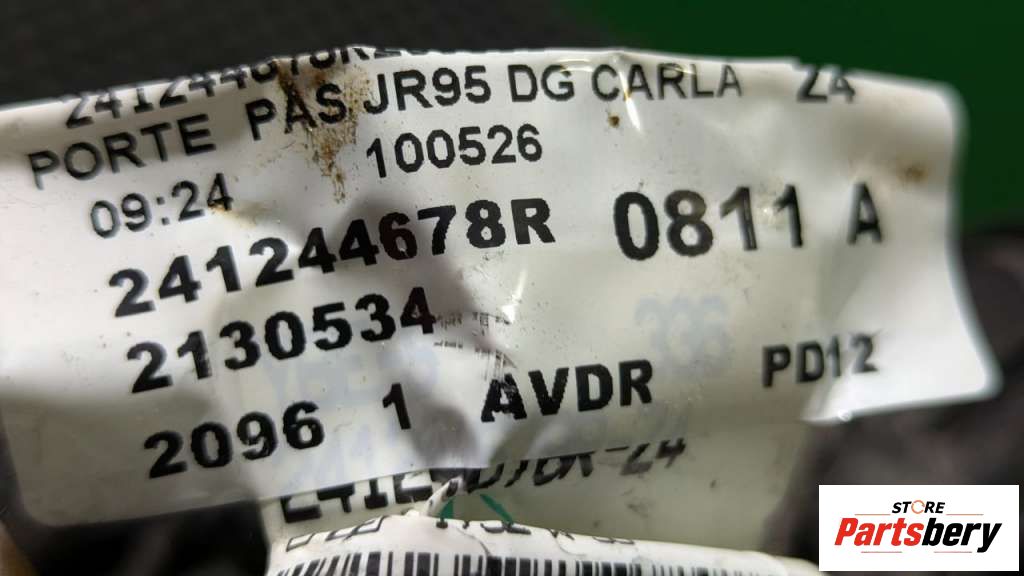 PORTE PAS JR95 DG CARLA Z4
09:24 100526
241244678R 0811 A
2130534
2096 1 AVDR PD12
STORE
Partsbery